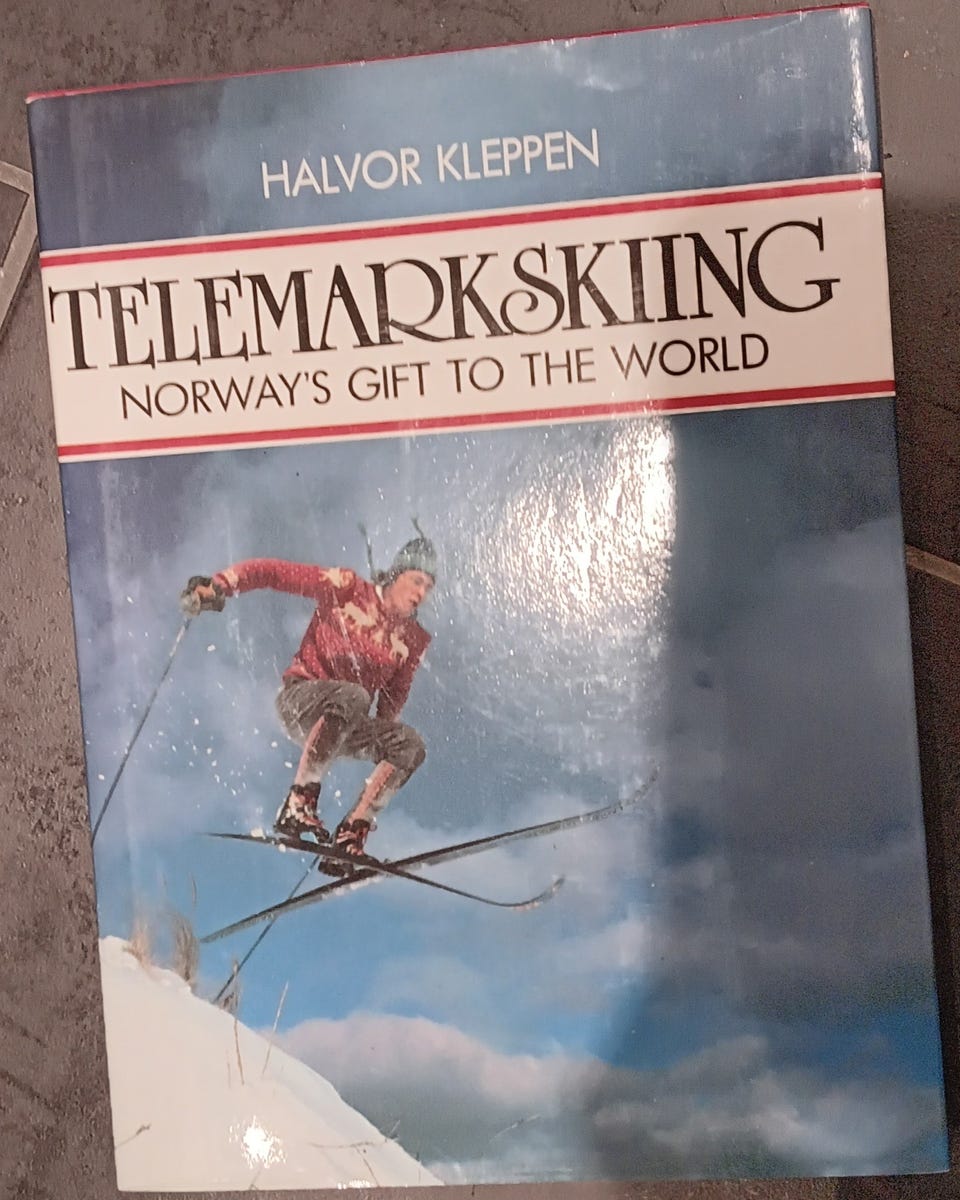 HALVOR KLEPPEN
TELEMARKSKIING
NORWAY'S GIFT TO THE WORLD